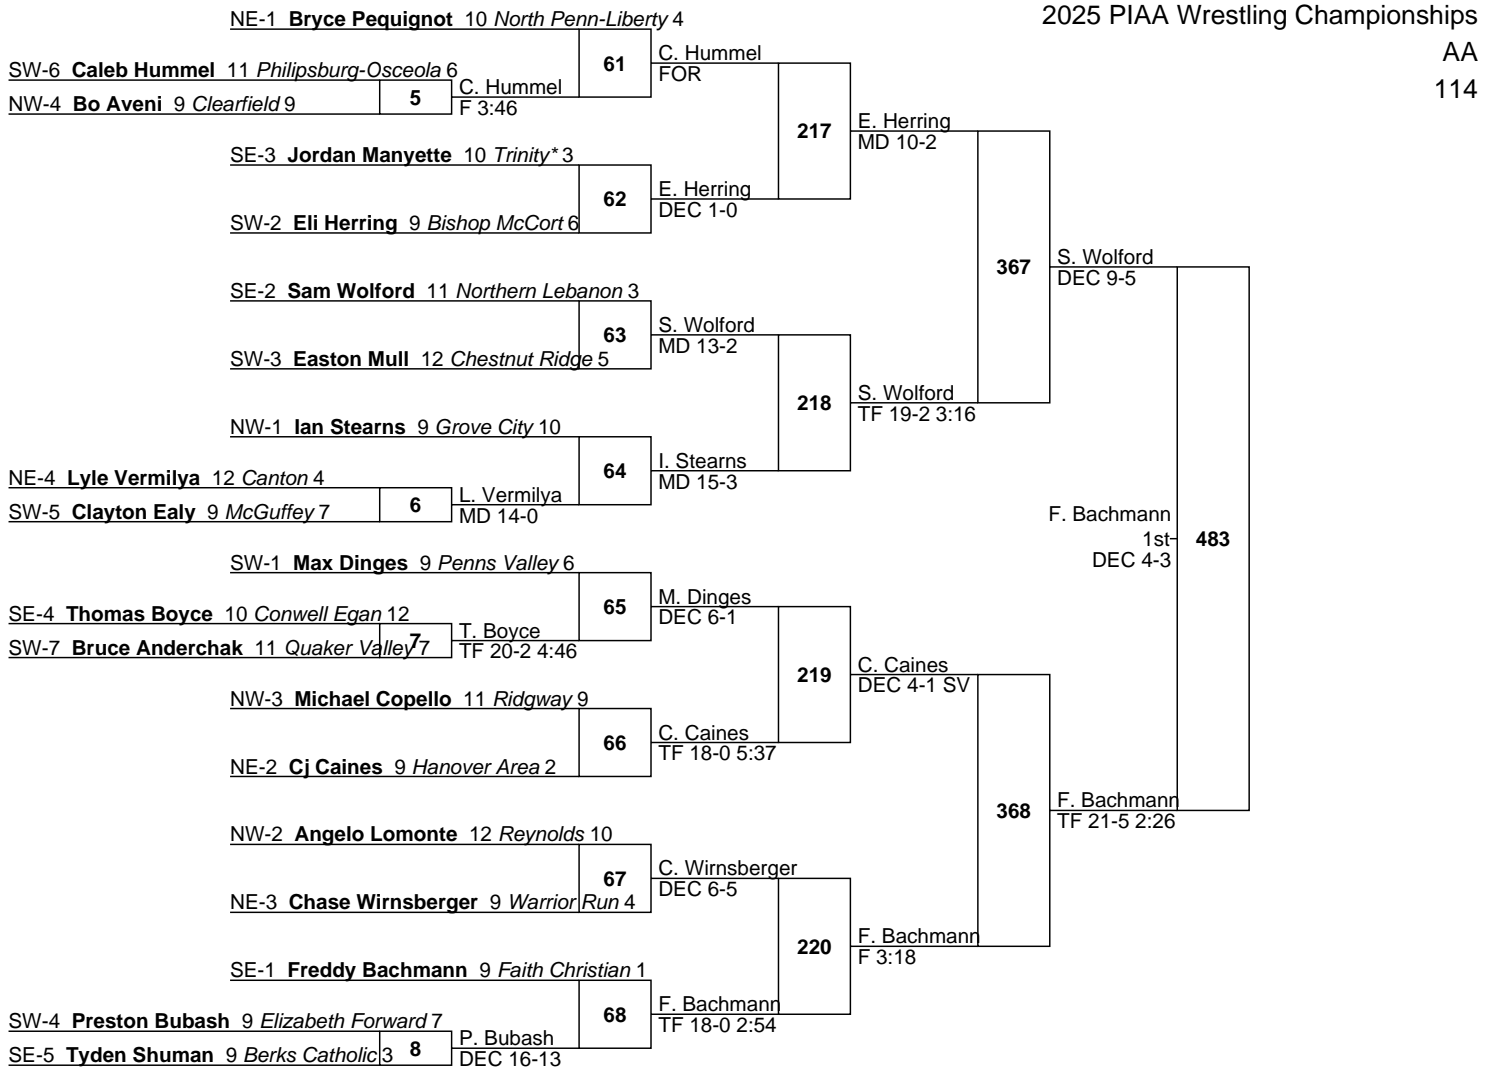 2025 PIAA Wrestling Championships
AA
114
NE-1 Bryce Pequignot 10 North Penn-Liberty 4
61
C. Hummel
FOR
SW-6 Caleb Hummel 11 Philipsburg-Osceola 6
5
C. Hummel
F 3:46
NW-4 Bo Aveni 9 Clearfield 9
217
E. Herring
MD 10-2
SE-3 Jordan Manyette 10 Trinity* 3
62
E. Herring
DEC 1-0
SW-2 Eli Herring 9 Bishop McCort 6
367
S. Wolford
DEC 9-5
SE-2 Sam Wolford 11 Northern Lebanon 3
63
S. Wolford
MD 13-2
SW-3 Easton Mull 12 Chestnut Ridge 5
218
S. Wolford
TF 19-2 3:16
NW-1 Ian Stearns 9 Grove City 10
64
I. Stearns
MD 15-3
NE-4 Lyle Vermilya 12 Canton 4
6
L. Vermilya
MD 14-0
SW-5 Clayton Ealy 9 McGuffey 7
F. Bachmann
1st
DEC 4-3
483
SW-1 Max Dinges 9 Penns Valley 6
65
M. Dinges
DEC 6-1
SE-4 Thomas Boyce 10 Conwell Egan 12
7
T. Boyce
TF 20-2 4:46
SW-7 Bruce Anderchak 11 Quaker Valley 7
219
C. Caines
DEC 4-1 SV
NW-3 Michael Copello 11 Ridgway 9
66
C. Caines
TF 18-0 5:37
NE-2 Cj Caines 9 Hanover Area 2
368
F. Bachmann
TF 21-5 2:26
NW-2 Angelo Lomonte 12 Reynolds 10
67
C. Wirnsberger
DEC 6-5
NE-3 Chase Wirnsberger 9 Warrior Run 4
220
F. Bachmann
F 3:18
SE-1 Freddy Bachmann 9 Faith Christian 1
68
F. Bachmann
TF 18-0 2:54
SW-4 Preston Bubash 9 Elizabeth Forward 7
8
P. Bubash
DEC 16-13
SE-5 Tyden Shuman 9 Berks Catholic 3